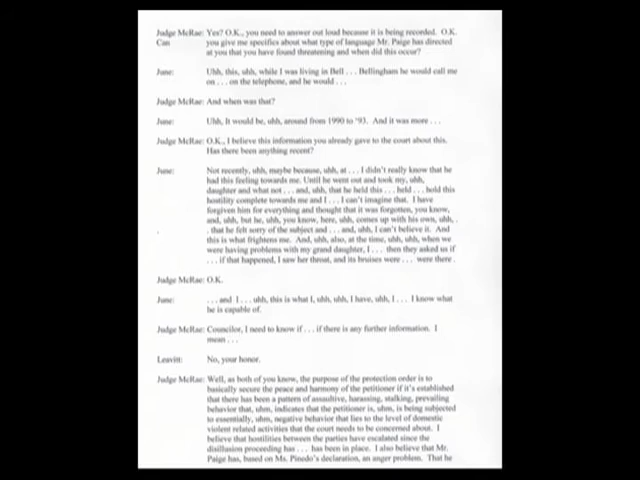 Judge McRae: Yes? O.K., you need to answer out loud because it is being recorded. O.K.
Can you give me specifics about what type of language Mr. Paige has directed
at you that you have found threatening and when did this occur?
June: Uhh, this, uhh, while I was living in Bell . . . Bellingham he would call me
on . . . on the telephone, and he would . . .
Judge McRae: And when was that?
June: Uhh, It would be, uhh, around from 1990 to '93. And it was more . . .
Judge McRae: O.K., I believe this information you already gave to the court about this.
Has there been anything recent?
June: Not recently, uhh, maybe because, uhh, at . . . I didn't really know that he
had this feeling towards me. Until he went out and took my, uhh,
daughter and what not . . . and, uhh, that he held this . . . held . . . hold this
hostility complete towards me and I . . . I can't imagine that. I have
forgiven him for everything and thought that it was forgotten, you know,
and, uhh, but he, uhh, you know, here, uhh, comes up with his own, uhh, .
. that he felt sorry of the subject and . . . and, uhh, I can't believe it. And
this is what frightens me. And, uhh, also, at the time, uhh, uhh, when we
were having problems with my grand daughter, I . . . then they asked us if
. . . if that happened, I saw her throat, and its bruises were . . . were there .
Judge McRae: O.K.
June: . . . and I . . . uhh, this is what I, uhh, uhh, I have, uhh, I . . . I know what
he is capable of.
Judge McRae: Councilor, I need to know if . . . if there is any further information. I
mean . . .
Leavitt: No, your honor.
Judge McRae: Well, as both of you know, the purpose of the protection order is to
basically secure the peace and harmony of the petitioner if it's established
that there has been a pattern of assaultive, harassing, stalking, prevailing
behavior that, uhm, indicates that the petitioner is, uhm, is being subjected
to essentially, uhm, negative behavior that lies to the level of domestic
violent related activities that the court needs to be concerned about. I
believe that hostilities between the parties have escalated since the
disillusion proceeding has . . . has been in place. I also believe that Mr.
Paige has, based on Ms. Pinedo's declaration, an anger problem. That he